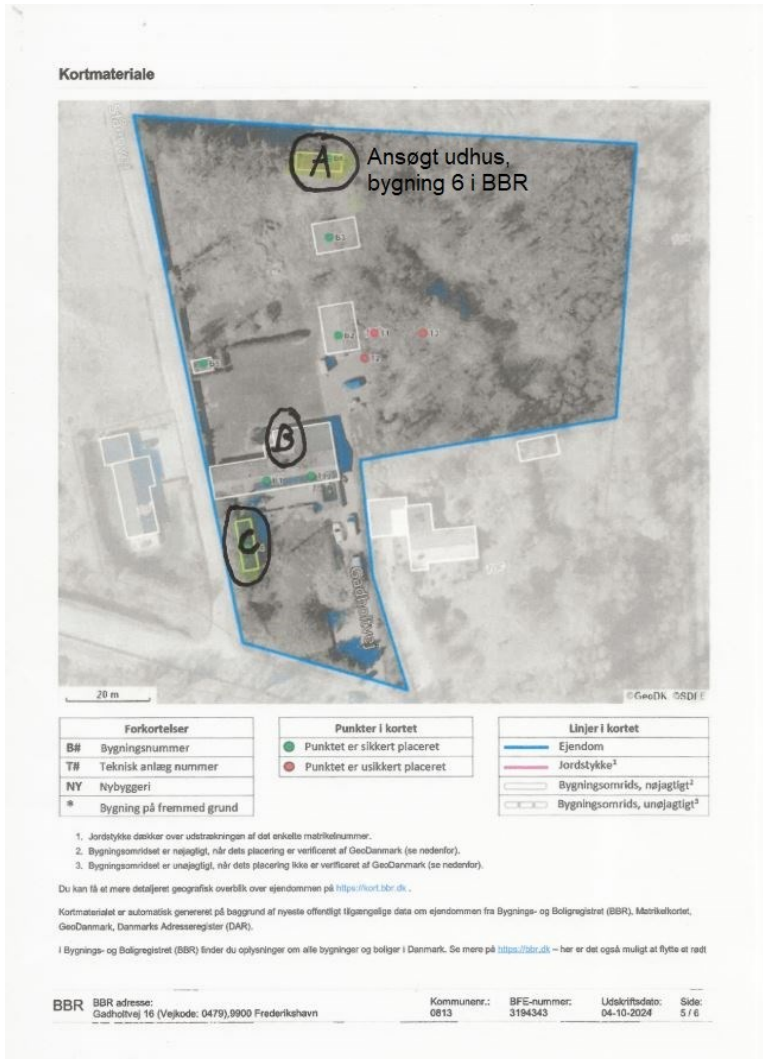 Kortmateriale
A
Ansøgt udhus,
bygning 6 i BBR
B3
B2
B
C
Gadholtvej
20 m
©GeoDK, ©SDFE
Forkortelser
B# Bygningsnummer
T# Teknisk anlæg nummer
NY Nybyggeri
* Bygning på fremmed grund
Punkter i kortet
Punktet er sikkert placeret
Punktet er usikkert placeret
Linjer i kortet
Ejendom
Jordstykke¹
Bygningsomrids, nøjagtigt²
Bygningsomrids, unøjagtigt³
1. Jordstykke dækker over udstrækningen af det enkelte matrikelnummer.
2. Bygningsomridset er nøjagtigt, når dets placering er verificeret af GeoDanmark (se nedenfor).
3. Bygningsomridset er unøjagtigt, når dets placering ikke er verificeret af GeoDanmark (se nedenfor).
Du kan få et mere detaljeret geografisk overblik over ejendommen på https://kort.bbr.dk .
Kortmaterialet er automatisk genereret på baggrund af nyeste offentligt tilgængelige data om ejendommen fra Bygnings- og Boligregistret (BBR), Matrikelkortet,
GeoDanmark, Danmarks Adresseregister (DAR).
I Bygnings- og Boligregistret (BBR) finder du oplysninger om alle bygninger og boliger i Danmark. Se mere på https://bbr.dk – her er det også muligt at flytte et rødt
BBR
BBR adresse:
Gadholtvej 16 (Vejkode: 0479),9900 Frederikshavn
Kommunenr.:
0813
BFE-nummer:
3194343
Udskriftsdato:
04-10-2024
Side:
5 / 6